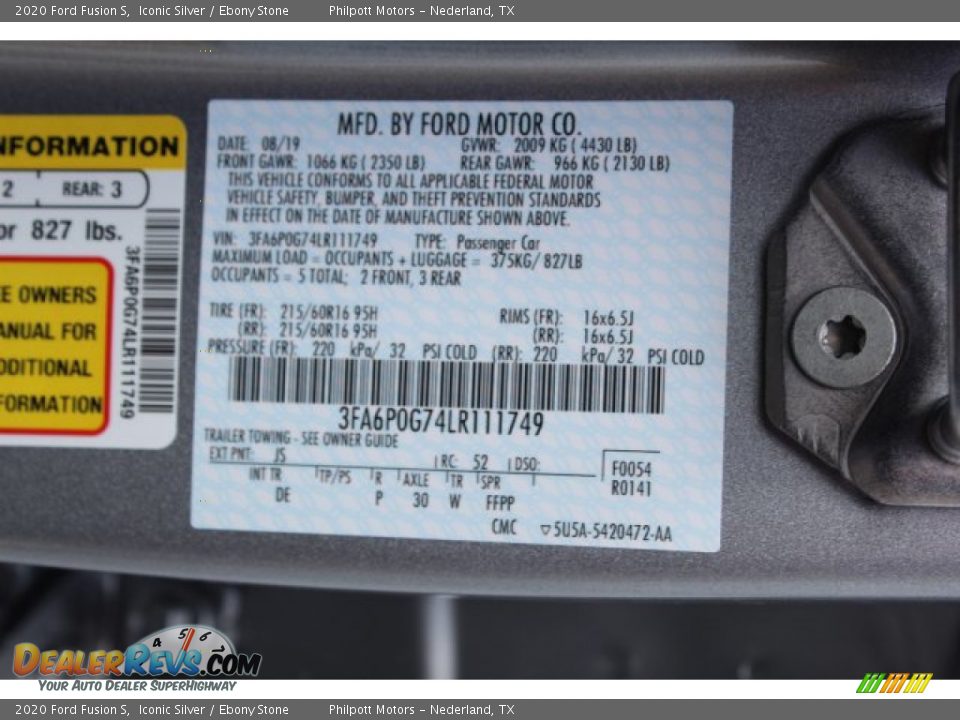 2020 Ford Fusion S,  Iconic Silver / Ebony Stone        Philpott Motors – Nederland, TX
NFORMATION
2 REAR: 3
or 827 lbs.
EE OWNERS
ANUAL FOR
DDITIONAL
FORMATION
3FA6P0G74LR111749
MFD. BY FORD MOTOR CO.
DATE: 08/19 GVWR: 2009 KG ( 4430 LB)
FRONT GAWR: 1066 KG ( 2350 LB) REAR GAWR: 966 KG ( 2130 LB)
THIS VEHICLE CONFORMS TO ALL APPLICABLE FEDERAL MOTOR
VEHICLE SAFETY, BUMPER, AND THEFT PREVENTION STANDARDS
IN EFFECT ON THE DATE OF MANUFACTURE SHOWN ABOVE.
VIN: 3FA6P0G74LR111749 TYPE: Passenger Car
MAXIMUM LOAD = OCCUPANTS + LUGGAGE = 375KG/ 827LB
OCCUPANTS = 5 TOTAL; 2 FRONT, 3 REAR
TIRE (FR): 215/60R16 95H RIMS (FR): 16x6.5J
(RR): 215/60R16 95H (RR): 16x6.5J
PRESSURE (FR): 220 kPa/ 32 PSI COLD (RR): 220 kPa/ 32 PSI COLD
3FA6P0G74LR111749
TRAILER TOWING - SEE OWNER GUIDE
EXT PNT: JS RC: 52 DSO:
INT TR TP/PS R AXLE TR SPR
DE P 30 W FFPP
F0054
R0141
CMC ▽5U5A-5420472-AA
4 5 6
DealerRevs.com
Your Auto Dealer SuperHighway
2020 Ford Fusion S,  Iconic Silver / Ebony Stone        Philpott Motors – Nederland, TX